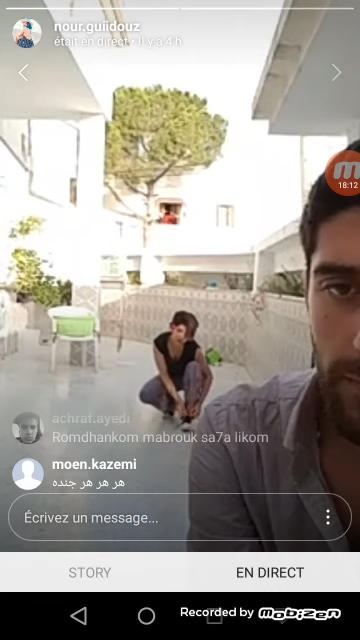 nour.guiidouz
était en direct • Il y a 4 h
18:12
achraf.ayedi
Romdhankom mabrouk sa7a likom
moen.kazemi
هر هر هر جنده
Écrivez un message...
STORY
EN DIRECT
Recorded by mobizen